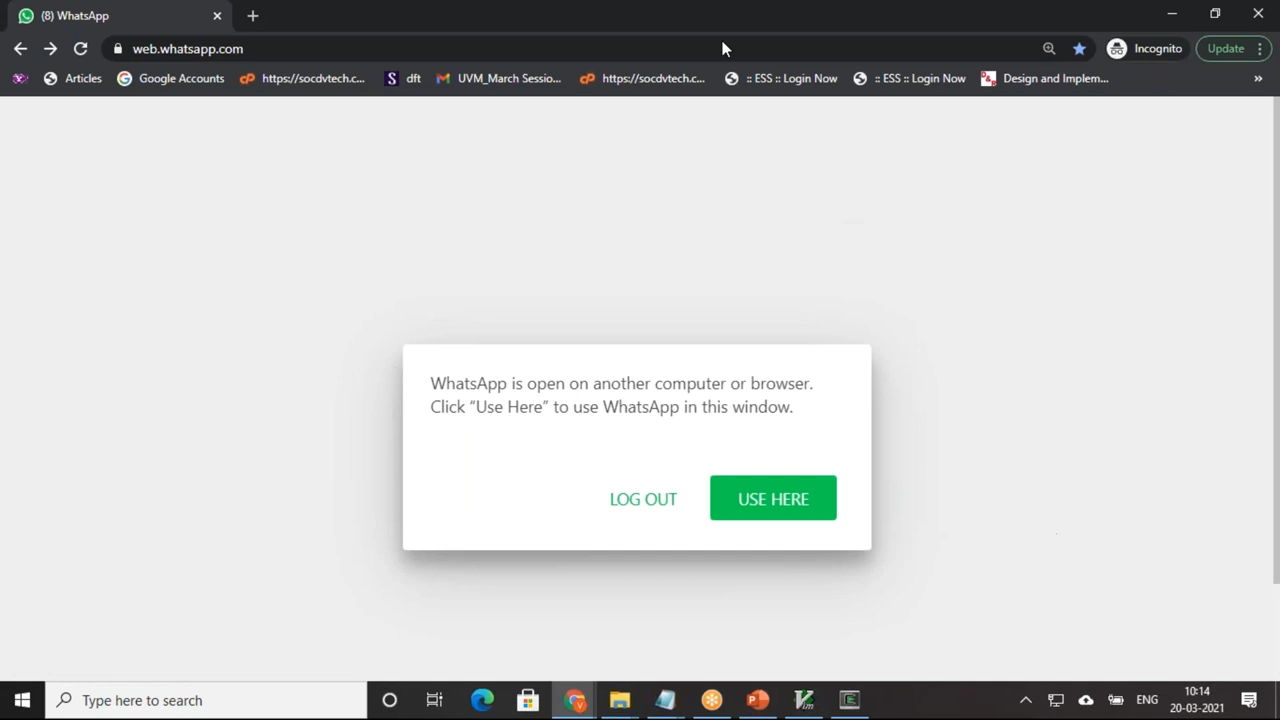 (8) WhatsApp
web.whatsapp.com
Incognito
Update
Articles
Google Accounts
https://socdvtech.c...
dft
UVM_March Sessio...
https://socdvtech.c...
:: ESS :: Login Now
:: ESS :: Login Now
Design and Implem...
WhatsApp is open on another computer or browser.
Click “Use Here” to use WhatsApp in this window.
LOG OUT
USE HERE
Type here to search
ENG
10:14
20-03-2021